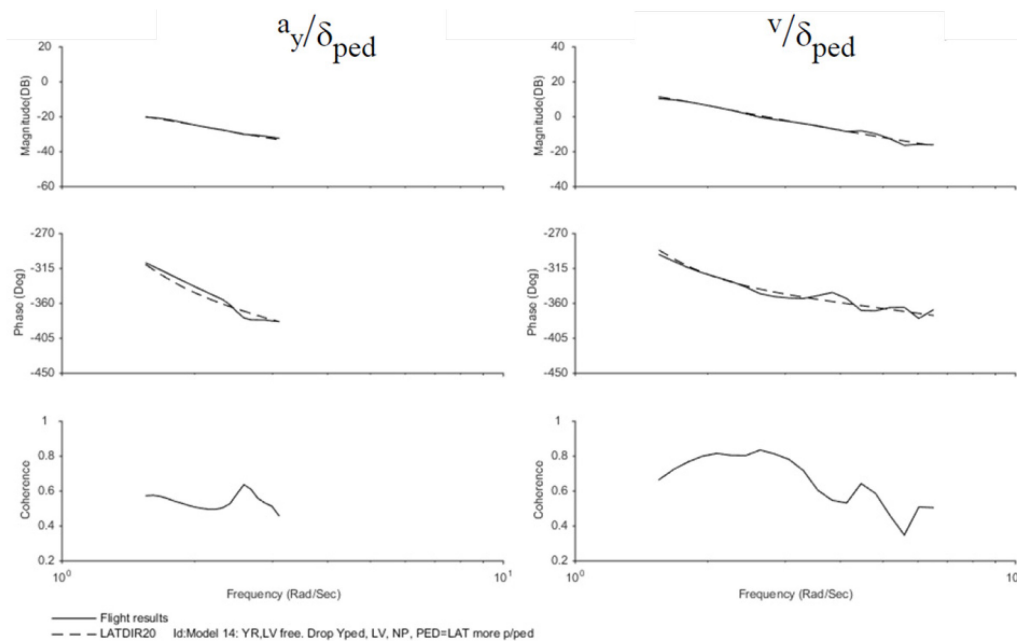 ay/δped
v/δped
20
0
-20
-40
-60
Magnitude(DB)
40
20
0
-20
-40
Magnitude(DB)
-270
-315
-360
-405
-450
Phase (Deg)
-270
-315
-360
-405
-450
Phase (Deg)
1
0.8
0.6
0.4
0.2
Coherence
1
0.8
0.6
0.4
0.2
Coherence
10⁰
10¹
Frequency (Rad/Sec)
10⁰
10
Frequency (Rad/Sec)
Flight results
LATDIR20 Id:Model 14: YR,LV free. Drop Yped, LV, NP, PED=LAT more p/ped